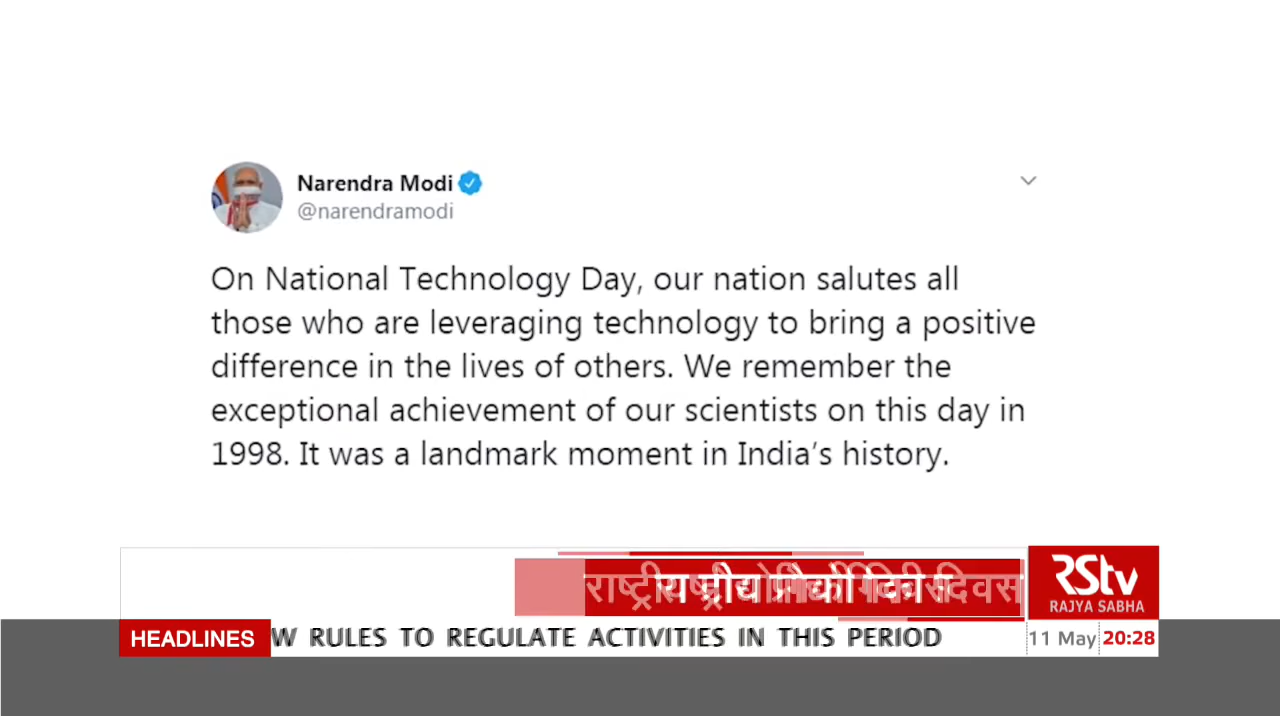 Narendra Modi
@narendramodi
On National Technology Day, our nation salutes all
those who are leveraging technology to bring a positive
difference in the lives of others. We remember the
exceptional achievement of our scientists on this day in
1998. It was a landmark moment in India's history.
RSTV
RAJYA SABHA
HEADLINES
RULES TO REGULATE ACTIVITIES IN THIS PERIOD
11 May 20:28